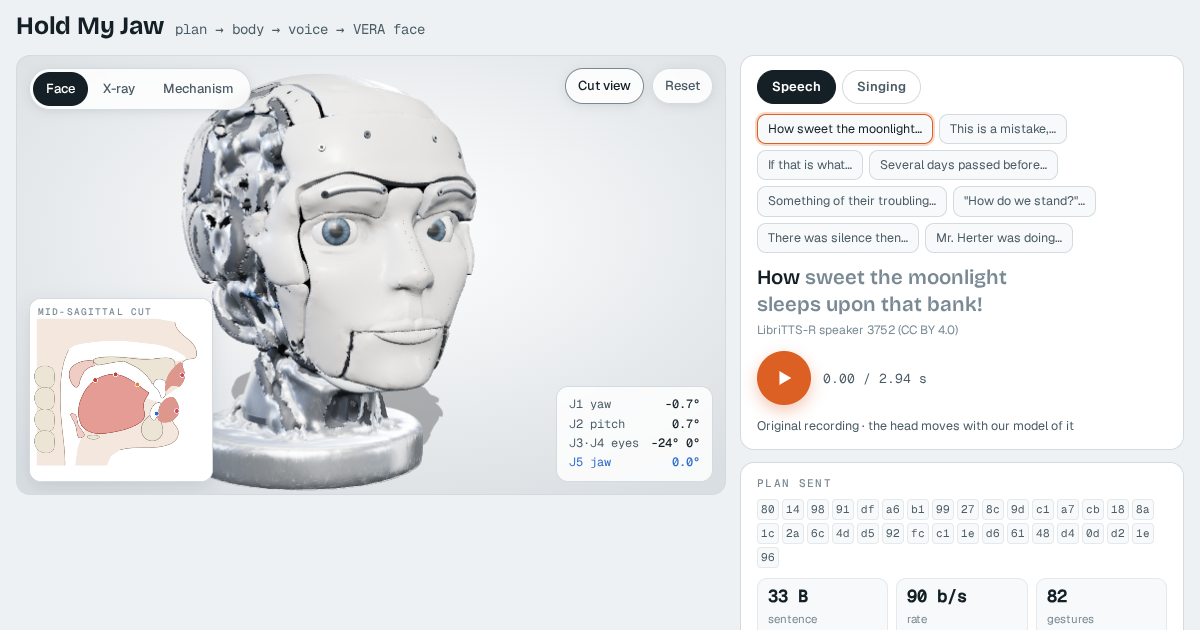 Hold My Jaw plan → body → voice → VERA face
Face X-ray Mechanism
Cut view Reset
MID-SAGITTAL CUT
J1 yaw -0.7°
J2 pitch 0.7°
J3·J4 eyes -24° 0°
J5 jaw 0.0°
Speech Singing
How sweet the moonlight… This is a mistake,…
If that is what… Several days passed before…
Something of their troubling… "How do we stand?"…
There was silence then… Mr. Herter was doing…
How sweet the moonlight
sleeps upon that bank!
LibriTTS-R speaker 3752 (CC BY 4.0)
0.00 / 2.94 s
Original recording · the head moves with our model of it
PLAN SENT
80 14 98 91 df a6 b1 99 27 8c 9d c1 a7 cb 18 8a
1c 2a 6c 4d d5 92 fc c1 1e d6 61 48 d4 0d d2 1e
96
33 B 90 b/s 82
sentence rate gestures